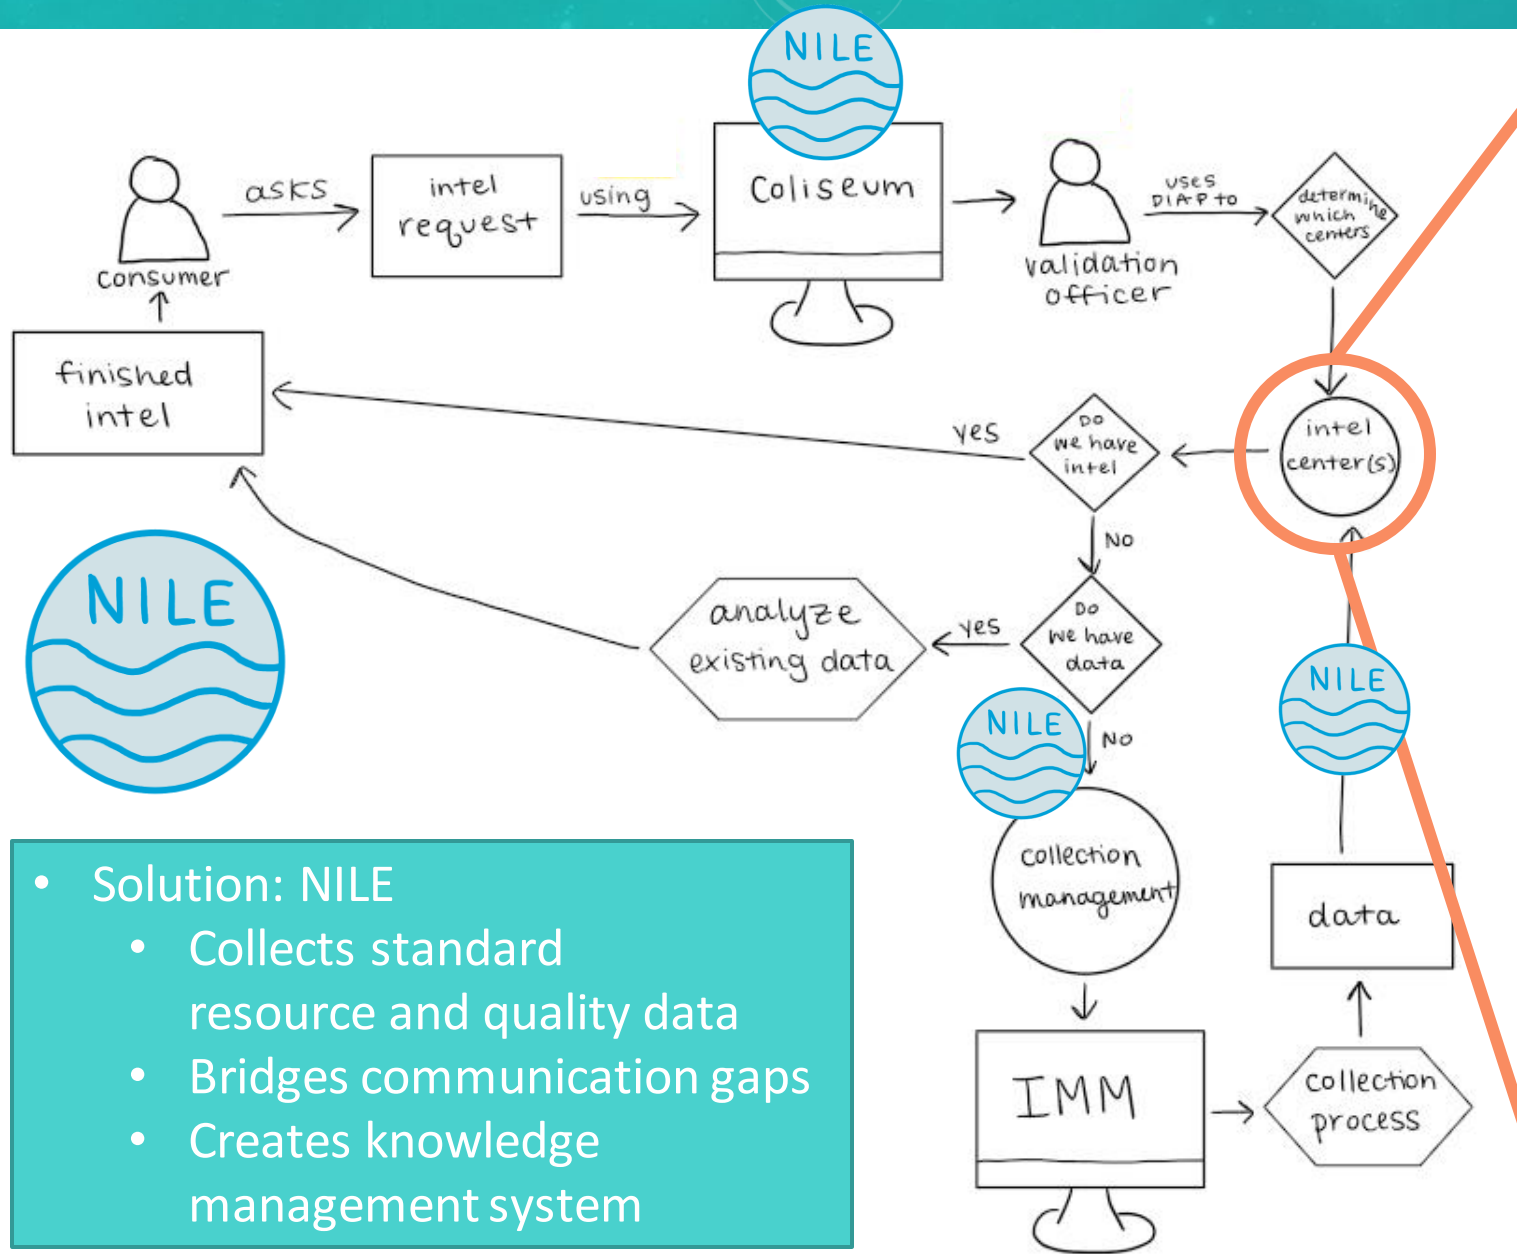 NILE
asks
intel
request
using
Coliseum
uses
DIAP to
determine
which
centers
consumer
validation
officer
finished
intel
yes
DO
we have
intel
intel
center(s)
NO
NILE
analyze
existing data
yes
DO
we have
data
NILE
NILE
NO
collection
management
data
• Solution: NILE
• Collects standard
resource and quality data
• Bridges communication gaps
• Creates knowledge
management system
IMM
collection
process